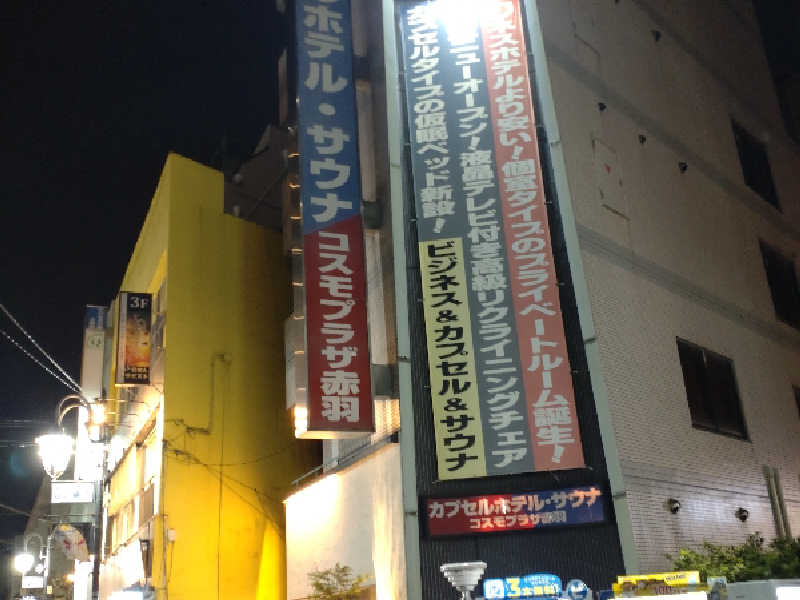 ホテル・サウナ
コスモプラザ赤羽
ホテルより安い!個室タイプのプライベートルーム誕生!
ニューオープン!液晶テレビ付き高級リクライニングチェア
カプセルタイプの仮眠ベッド新設!
ビジネス&カプセル&サウナ
カプセルホテル・サウナ
コスモプラザ赤羽
3F
3